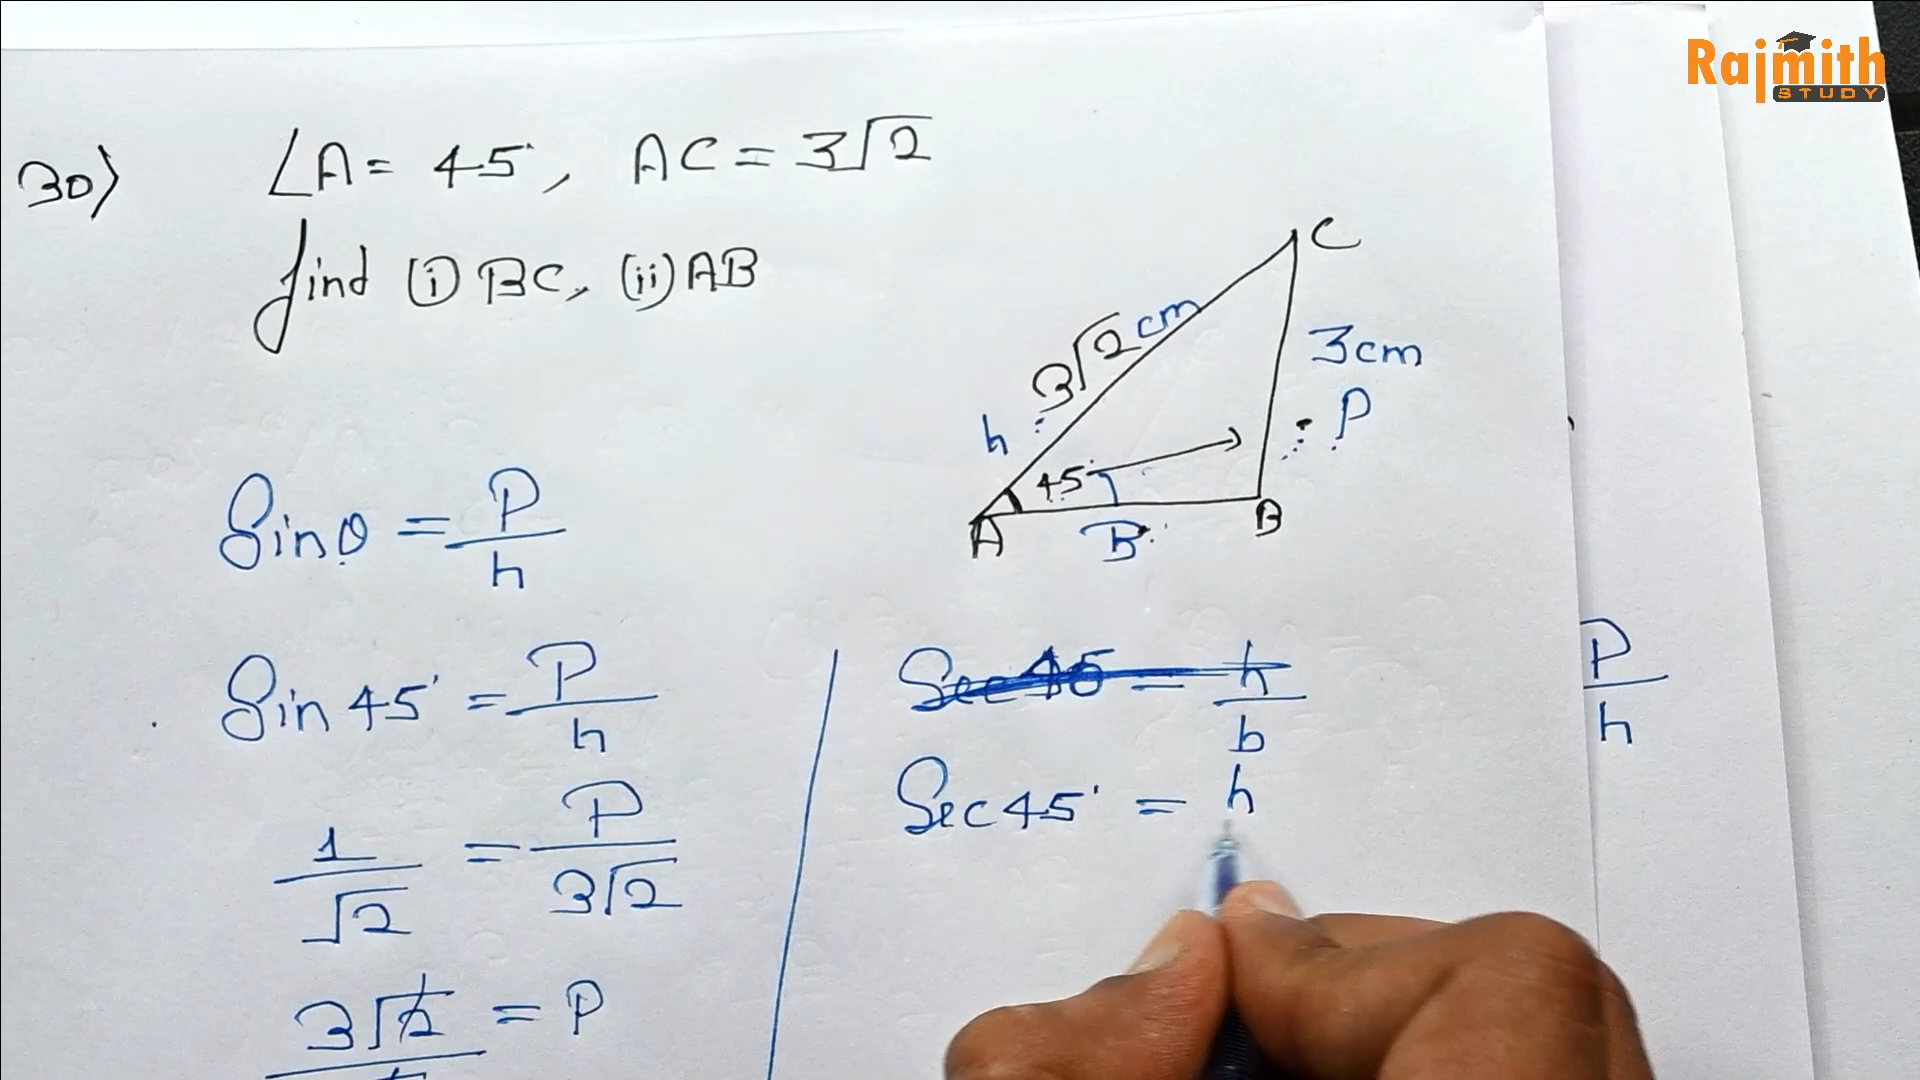 Rajmith
STUDY
30) ∠A = 45°, AC = 3√2
find (i) BC, (ii) AB
C
3√2 cm
3cm
h
P
45°
A
B
B
Sinθ = P/h
Sin 45° = P/h
1/√2 = P/3√2
3√2 = P
Sec 45 = h/b
Sec 45° = h
P/h